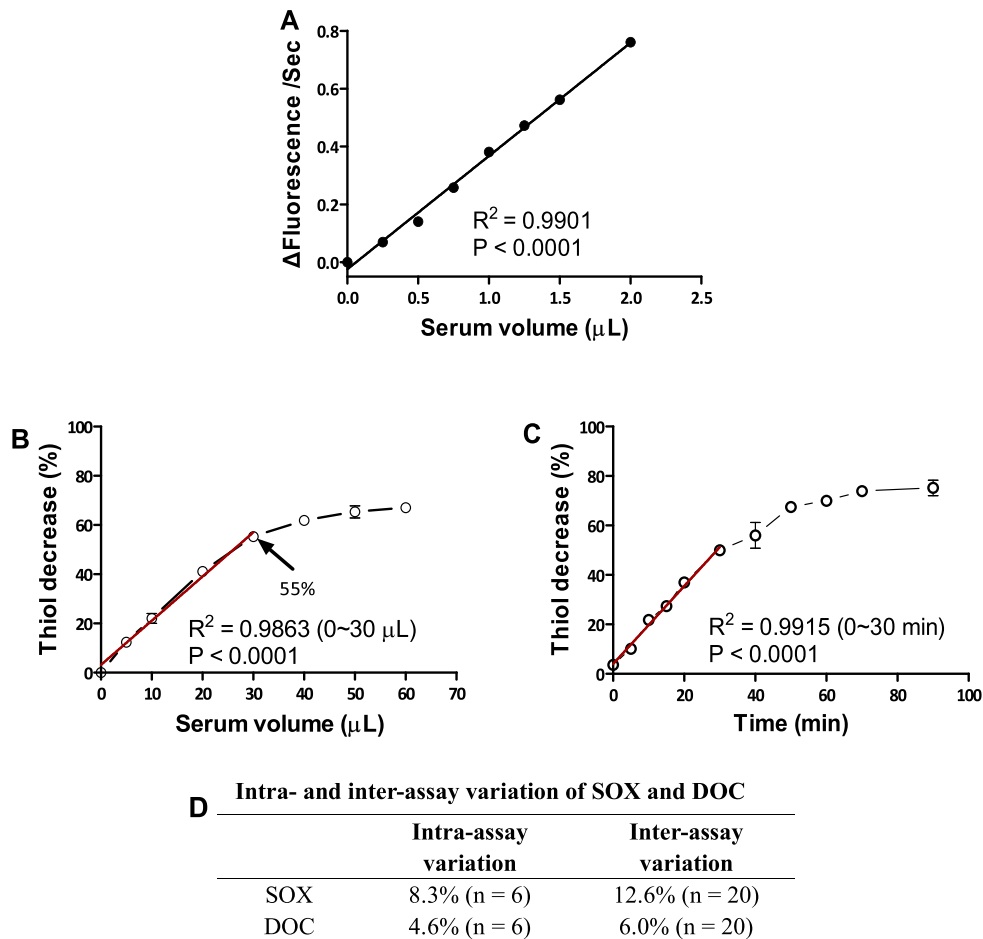 A
ΔFluorescence /Sec
0.8
0.6
0.4
0.2
0.0
R² = 0.9901
P < 0.0001
0.0 0.5 1.0 1.5 2.0 2.5
Serum volume (μL)
B
Thiol decrease (%)
100
80
60
40
20
0
55%
R² = 0.9863 (0~30 μL)
P < 0.0001
0 10 20 30 40 50 60 70
Serum volume (μL)
C
Thiol decrease (%)
100
80
60
40
20
0
R² = 0.9915 (0~30 min)
P < 0.0001
0 20 40 60 80 100
Time (min)
D
Intra- and inter-assay variation of SOX and DOC
Intra-assay Inter-assay
variation variation
SOX 8.3% (n = 6) 12.6% (n = 20)
DOC 4.6% (n = 6) 6.0% (n = 20)